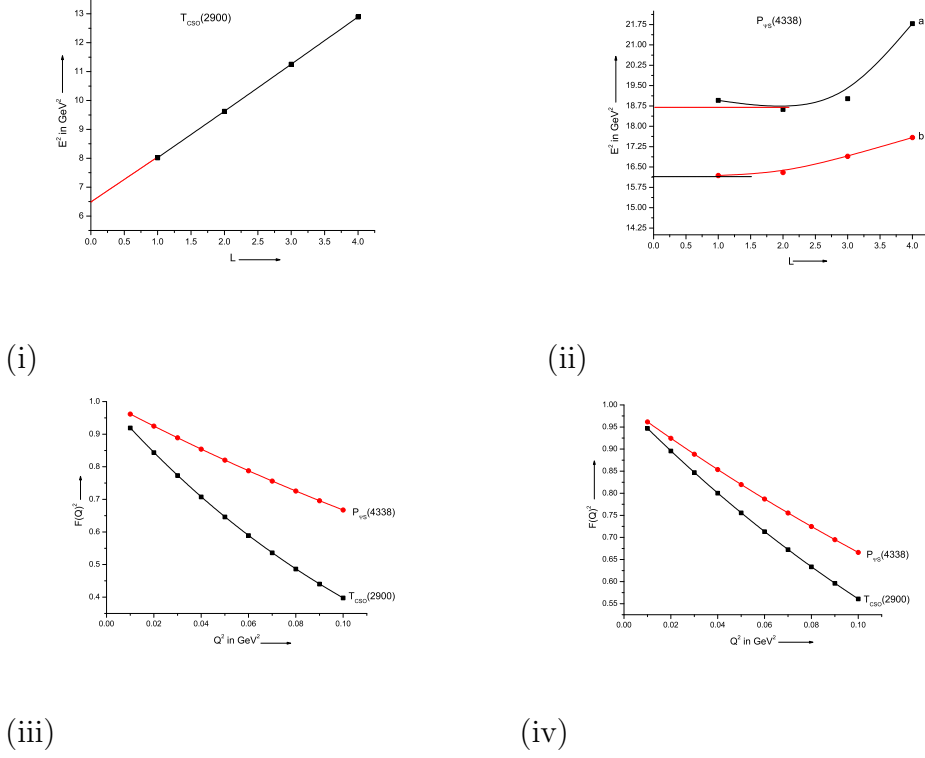 T_CSO(2900)
13
12
11
10
9
8
7
6
E² in GeV²
0.0 0.5 1.0 1.5 2.0 2.5 3.0 3.5 4.0
L
(i)
P_ψS(4338)
21.75
21.00
20.25
19.50
18.75
18.00
17.25
16.50
15.75
15.00
14.25
E² in GeV²
a
b
0.0 0.5 1.0 1.5 2.0 2.5 3.0 3.5 4.0
L
(ii)
1.0
0.9
0.8
0.7
0.6
0.5
0.4
F(Q)²
P_ψS(4338)
T_CSO(2900)
0.00 0.02 0.04 0.06 0.08 0.10
Q² in GeV²
(iii)
1.00
0.95
0.90
0.85
0.80
0.75
0.70
0.65
0.60
0.55
F(Q)²
P_ψS(4338)
T_CSO(2900)
0.00 0.02 0.04 0.06 0.08 0.10
Q² in GeV²
(iv)